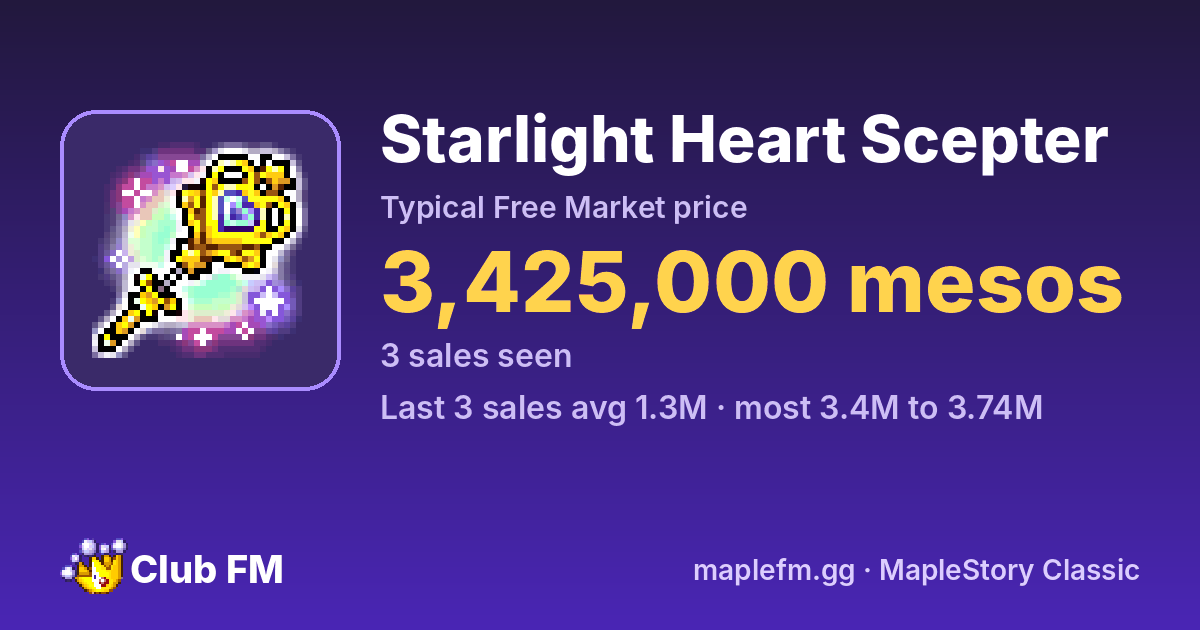 Starlight Heart Scepter
Typical Free Market price
3,425,000 mesos
3 sales seen
Last 3 sales avg 1.3M · most 3.4M to 3.74M
Club FM
maplefm.gg · MapleStory Classic